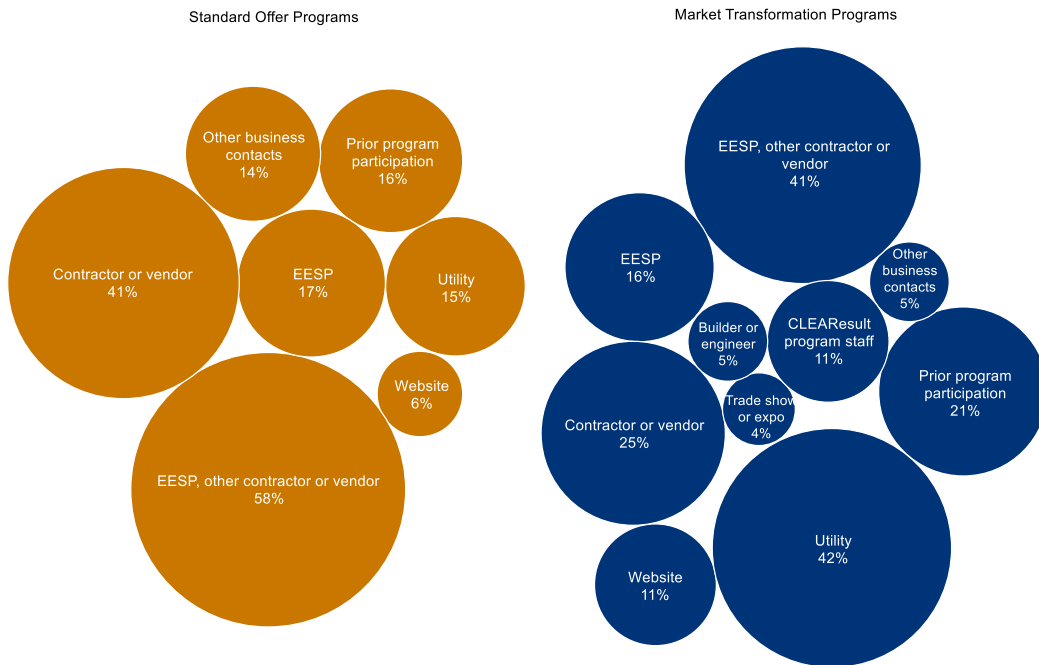 Standard Offer Programs
Other business
contacts
14%
Prior program
participation
16%
Contractor or vendor
41%
EESP
17%
Utility
15%
Website
6%
EESP, other contractor or vendor
58%
Market Transformation Programs
EESP, other contractor or
vendor
41%
EESP
16%
Other
business
contacts
5%
Builder or
engineer
5%
CLEAResult
program staff
11%
Prior program
participation
21%
Trade show
or expo
4%
Contractor or vendor
25%
Utility
42%
Website
11%